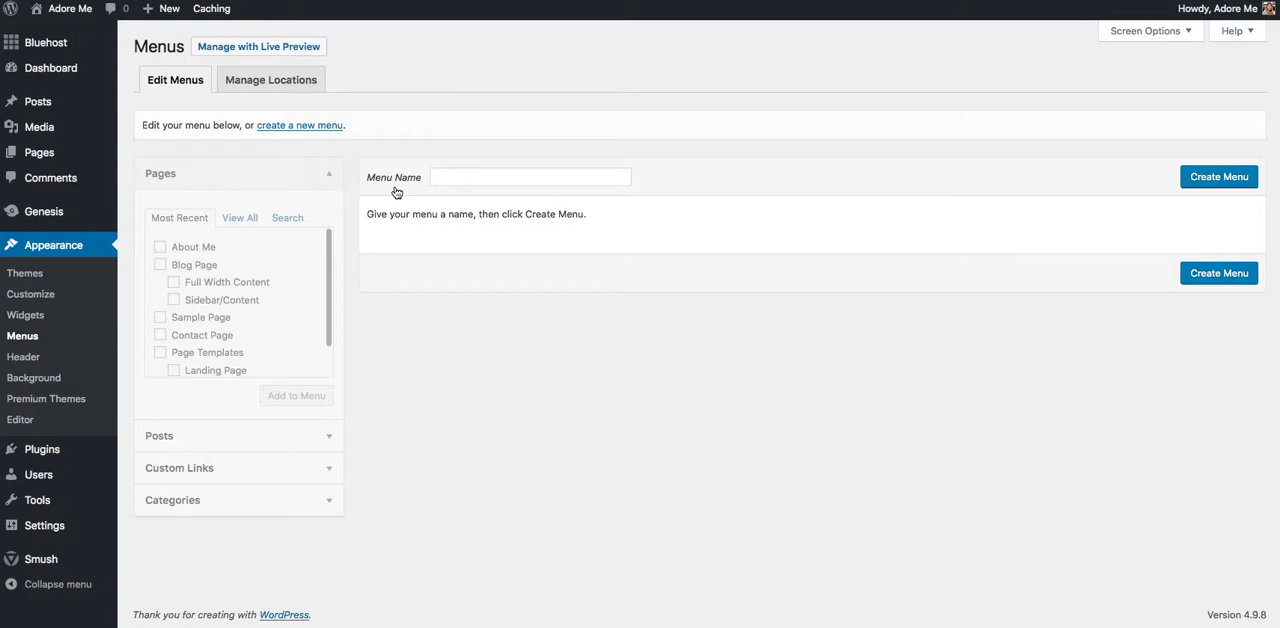 Adore Me 0 New Caching Howdy, Adore Me
Bluehost
Dashboard
Posts
Media
Pages
Comments
Genesis
Appearance
Themes
Customize
Widgets
Menus
Header
Background
Premium Themes
Editor
Plugins
Users
Tools
Settings
Smush
Collapse menu
Screen Options Help
Menus Manage with Live Preview
Edit Menus Manage Locations
Edit your menu below, or create a new menu.
Pages
Most Recent View All Search
About Me
Blog Page
Full Width Content
Sidebar/Content
Sample Page
Contact Page
Page Templates
Landing Page
Add to Menu
Posts
Custom Links
Categories
Menu Name Create Menu
Give your menu a name, then click Create Menu.
Create Menu
Thank you for creating with WordPress. Version 4.9.8